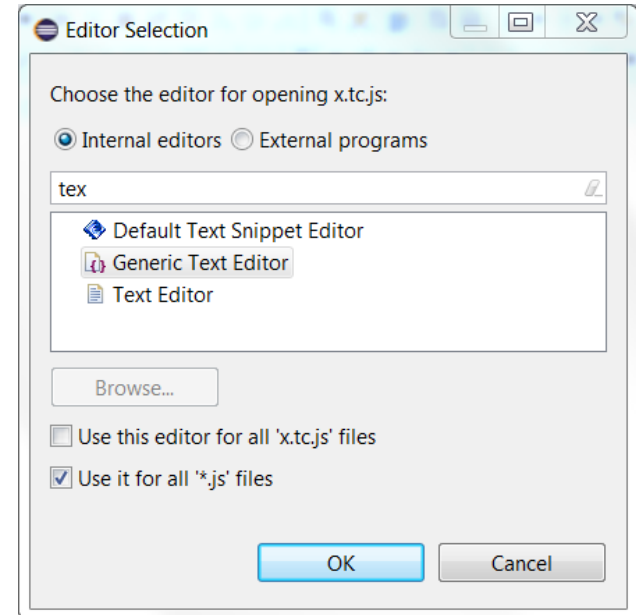 Editor Selection
Choose the editor for opening x.tc.js:
Internal editors External programs
tex
Default Text Snippet Editor
Generic Text Editor
Text Editor
Browse...
Use this editor for all 'x.tc.js' files
Use it for all '*.js' files
OK Cancel